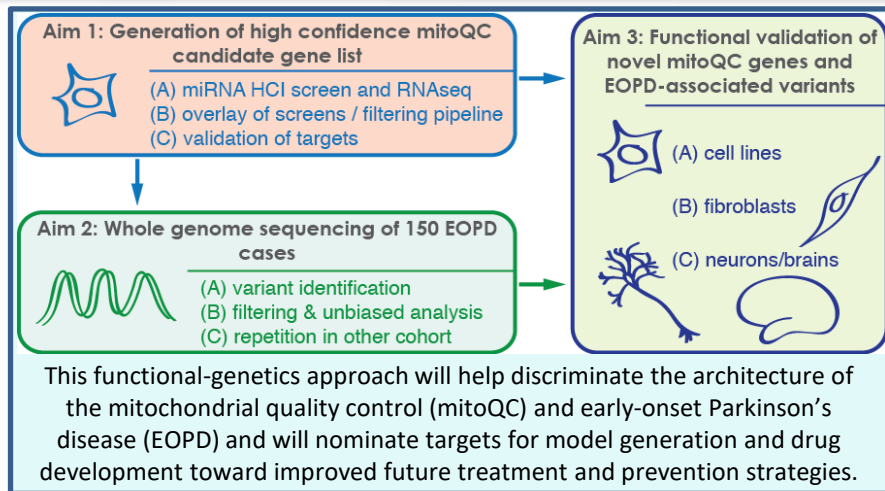 Aim 1: Generation of high confidence mitoQC
candidate gene list
(A) miRNA HCI screen and RNAseq
(B) overlay of screens / filtering pipeline
(C) validation of targets
Aim 2: Whole genome sequencing of 150 EOPD
cases
(A) variant identification
(B) filtering & unbiased analysis
(C) repetition in other cohort
Aim 3: Functional validation of
novel mitoQC genes and
EOPD-associated variants
(A) cell lines
(B) fibroblasts
(C) neurons/brains
This functional-genetics approach will help discriminate the architecture of
the mitochondrial quality control (mitoQC) and early-onset Parkinson’s
disease (EOPD) and will nominate targets for model generation and drug
development toward improved future treatment and prevention strategies.